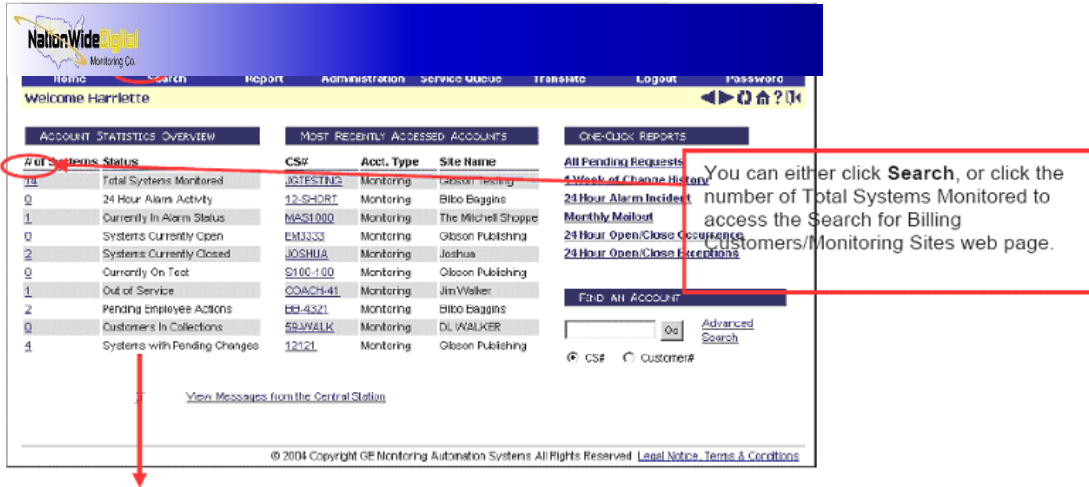 NationWideDigital
Monitoring Co.
Home Search Report Administration Service Queue Translate Logout Password
Welcome Harriette
ACCOUNT STATISTICS OVERVIEW
# of Systems Status
14 Total Systems Monitored
0 24 Hour Alarm Activity
1 Currently In Alarm Status
0 Systems Currently Open
2 Systems Currently Closed
0 Currently On Test
1 Out of Service
2 Pending Employee Actions
0 Customers In Collections
4 Systems with Pending Changes
View Messages from the Central Station
MOST RECENTLY ACCESSED ACCOUNTS
CS# Acct. Type Site Name
JGTESTING Monitoring Gibson Testing
12-SHORT Monitoring Bilbo Baggins
MAS1000 Monitoring The Mitchell Shoppe
EM3333 Monitoring Gibson Publishing
JOSHUA Monitoring Joshua
S100-100 Monitoring Gibson Publishing
COACH-41 Monitoring Jim Walker
BB-4321 Monitoring Bilbo Baggins
59-WALK Monitoring DL WALKER
12121 Monitoring Gibson Publishing
ONE-CLICK REPORTS
All Pending Requests
1 Week of Change History
24 Hour Alarm Incident
Monthly Mailout
24 Hour Open/Close Occurrence
24 Hour Open/Close Exceptions
FIND AN ACCOUNT
Go
Advanced
Search
CS# Customer#
You can either click Search, or click the
number of Total Systems Monitored to
access the Search for Billing
Customers/Monitoring Sites web page.
© 2004 Copyright GE Monitoring Automation Systems All Rights Reserved Legal Notice, Terms & Conditions